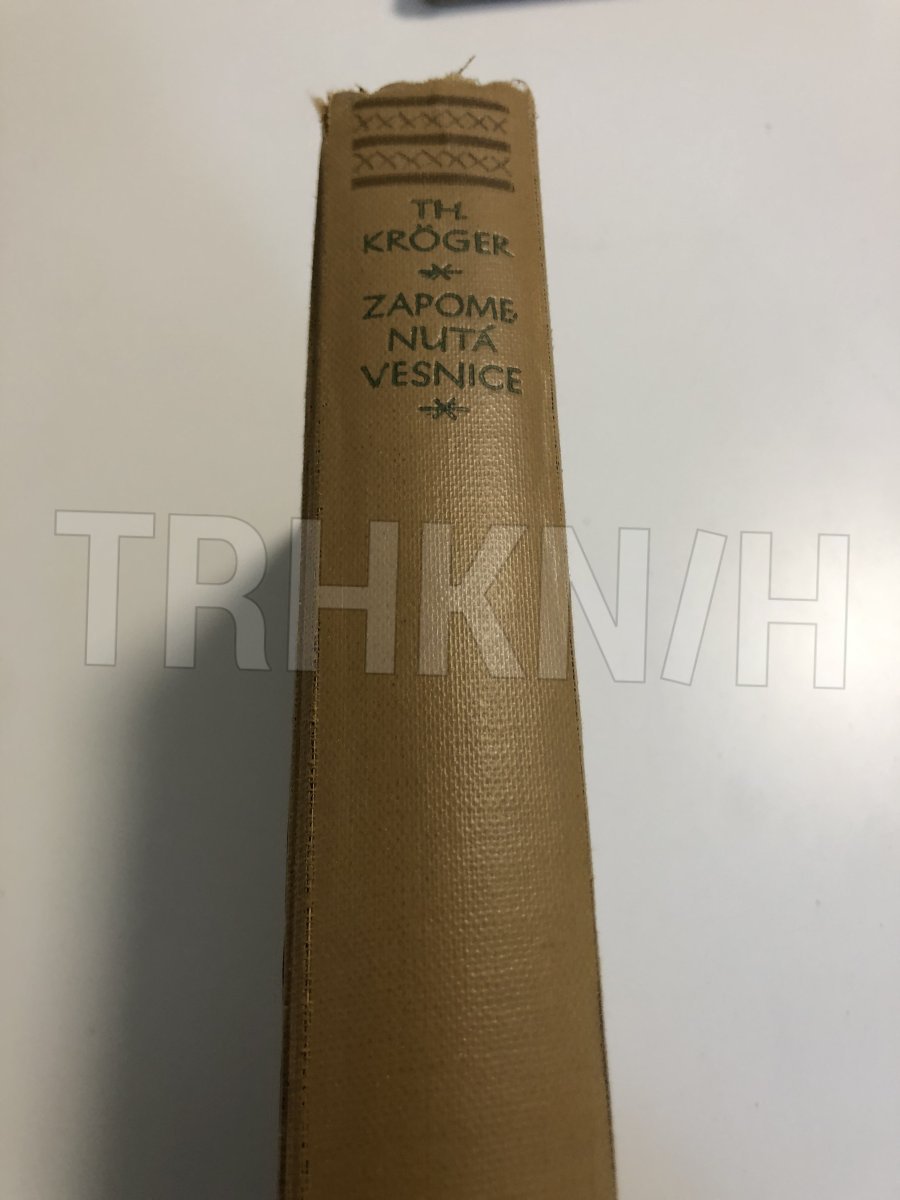 TH.
KRÖGER
ZAPOME-
NUTÁ
VESNICE
TRHKNIH